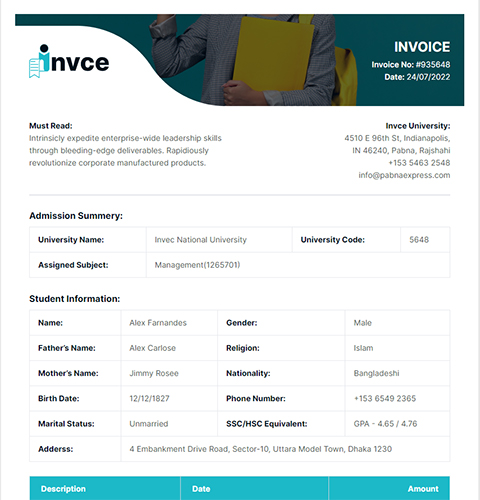 invce
INVOICE
Invoice No: #935648
Date: 24/07/2022
Must Read:
Intrinsicly expedite enterprise-wide leadership skills
through bleeding-edge deliverables. Rapidiously
revolutionize corporate manufactured products.
Invce University:
4510 E 96th St, Indianapolis,
IN 46240, Pabna, Rajshahi
+153 5463 2548
info@pabnaexpress.com
Admission Summery:
University Name: Invec National University University Code: 5648
Assigned Subject: Management(1265701)
Student Information:
Name: Alex Farnandes Gender: Male
Father's Name: Alex Carlose Religion: Islam
Mother's Name: Jimmy Rosee Nationality: Bangladeshi
Birth Date: 12/12/1827 Phone Number: +153 6549 2365
Marital Status: Unmarried SSC/HSC Equivalent: GPA - 4.65 / 4.76
Adderss: 4 Embankment Drive Road, Sector-10, Uttara Model Town, Dhaka 1230
Description Date Amount